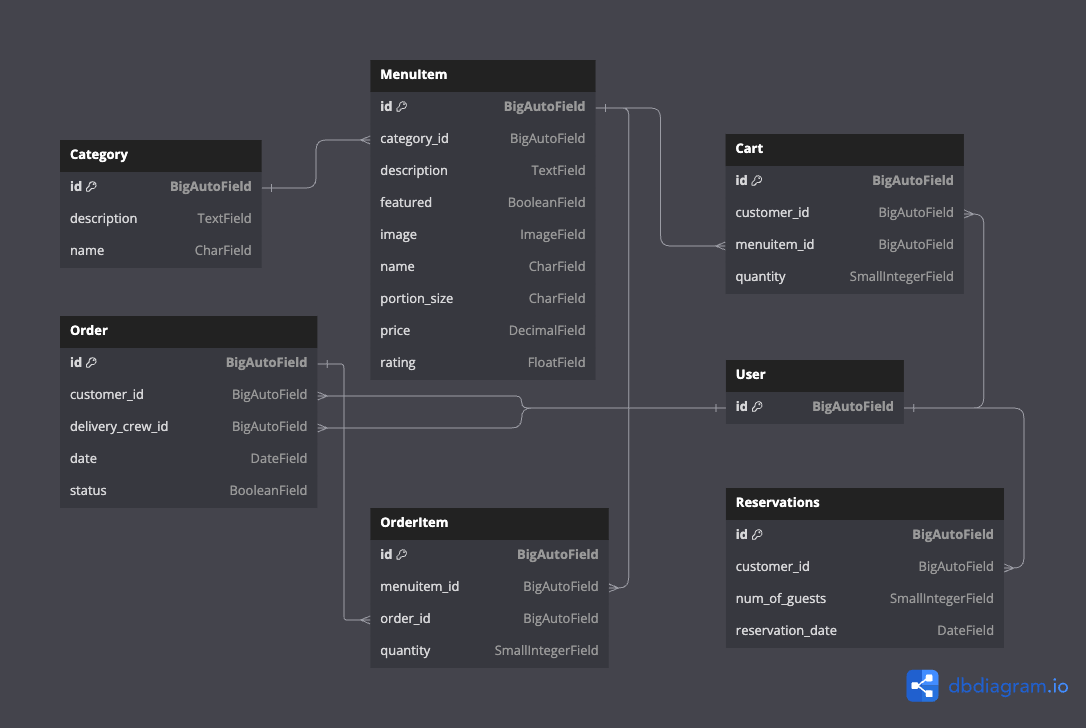 Category
id BigAutoField
description TextField
name CharField
Order
id BigAutoField
customer_id BigAutoField
delivery_crew_id BigAutoField
date DateField
status BooleanField
MenuItem
id BigAutoField
category_id BigAutoField
description TextField
featured BooleanField
image ImageField
name CharField
portion_size CharField
price DecimalField
rating FloatField
OrderItem
id BigAutoField
menuitem_id BigAutoField
order_id BigAutoField
quantity SmallIntegerField
Cart
id BigAutoField
customer_id BigAutoField
menuitem_id BigAutoField
quantity SmallIntegerField
User
id BigAutoField
Reservations
id BigAutoField
customer_id BigAutoField
num_of_guests SmallIntegerField
reservation_date DateField
dbdiagram.io